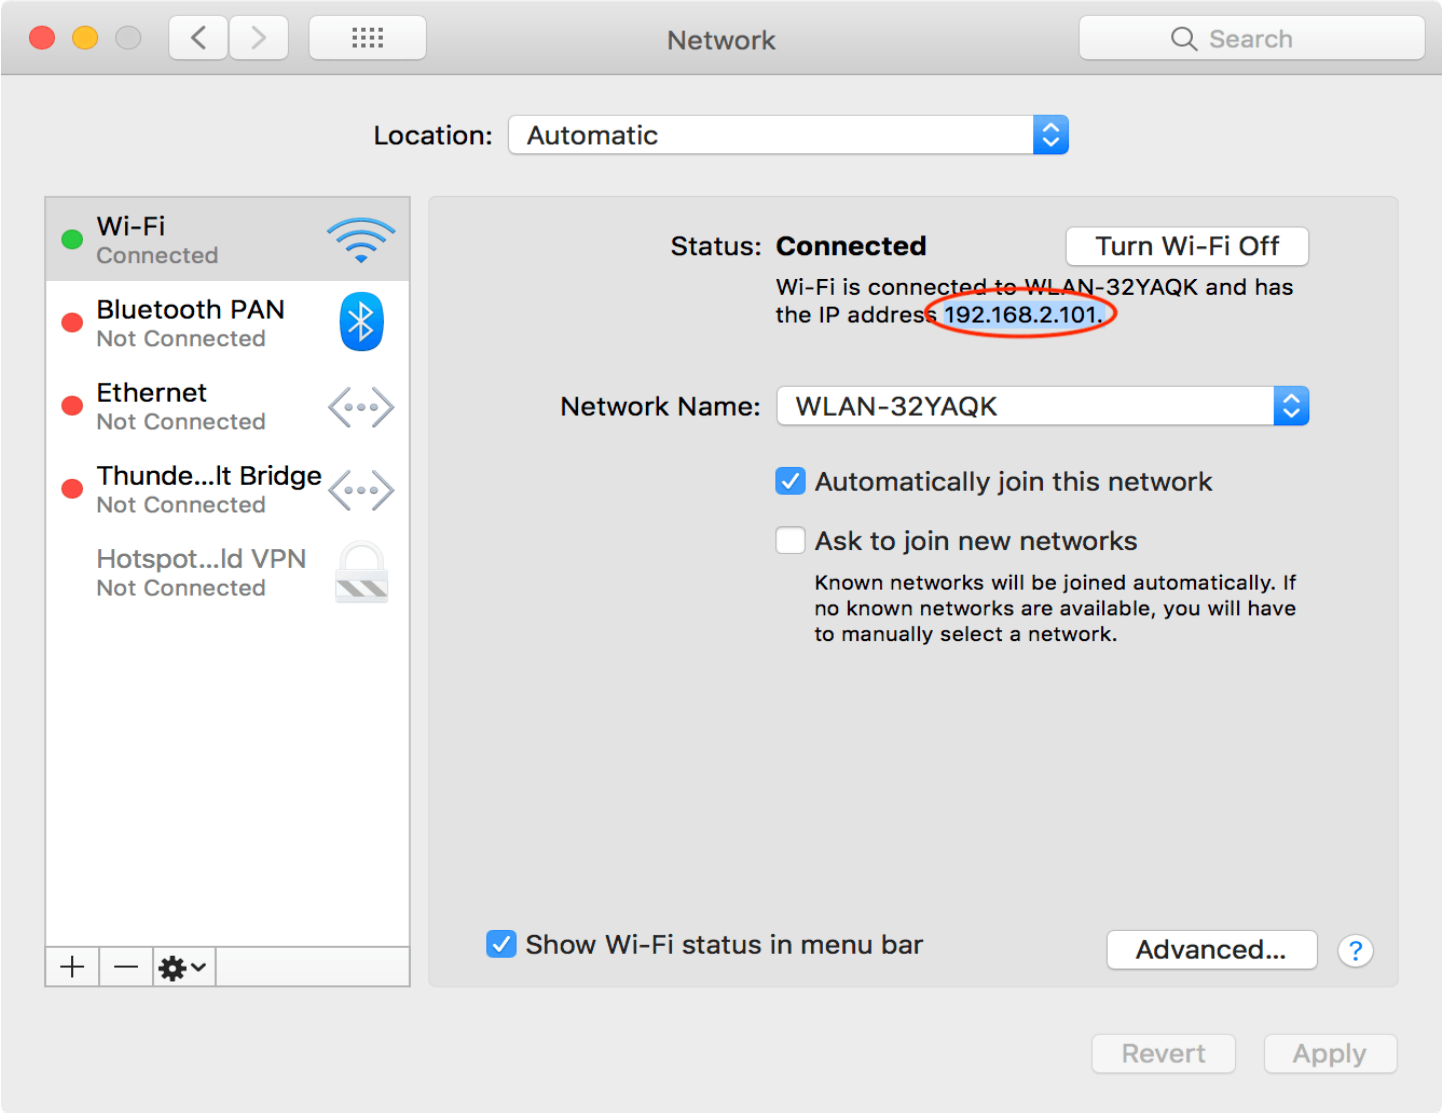 Network
Search
Location: Automatic
Wi-Fi
Connected
Bluetooth PAN
Not Connected
Ethernet
Not Connected
Thunde...lt Bridge
Not Connected
Hotspot...ld VPN
Not Connected
Status: Connected
Turn Wi-Fi Off
Wi-Fi is connected to WLAN-32YAQK and has
the IP address 192.168.2.101.
Network Name: WLAN-32YAQK
Automatically join this network
Ask to join new networks
Known networks will be joined automatically. If
no known networks are available, you will have
to manually select a network.
Show Wi-Fi status in menu bar
Advanced...
?
Revert
Apply